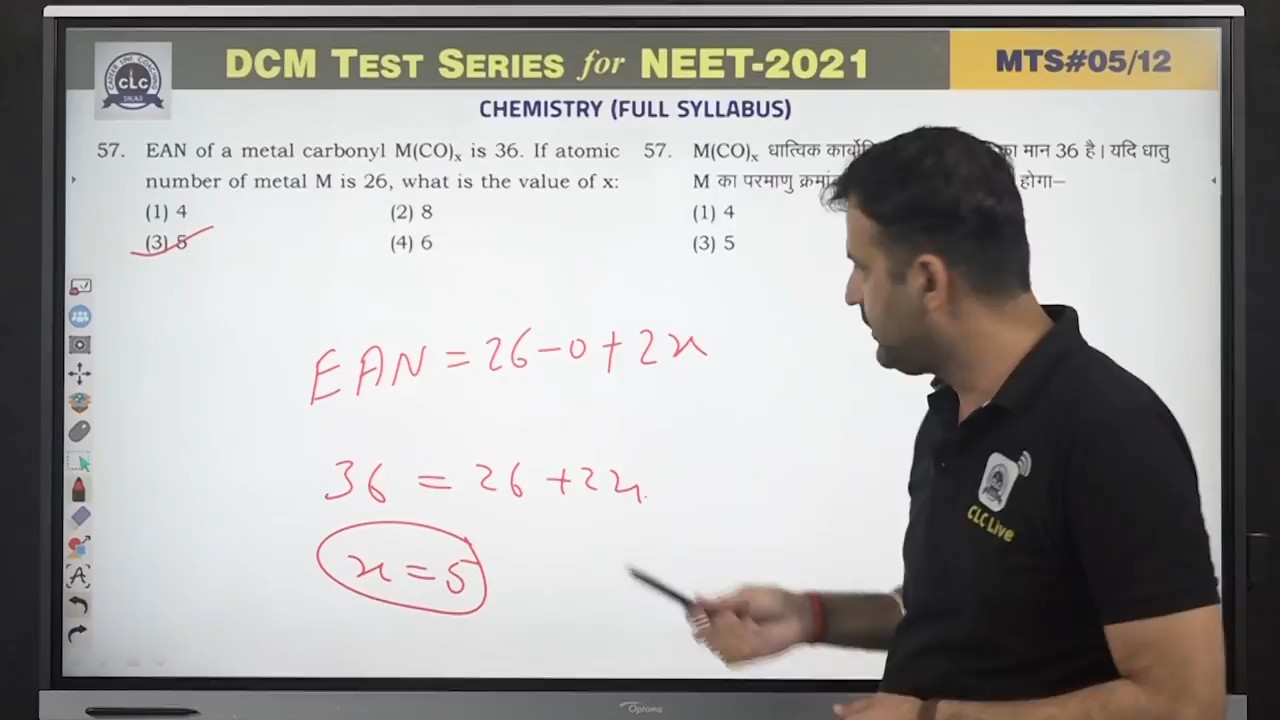 DCM TEST SERIES for NEET-2021
MTS#05/12
CLC
SIKAR
CHEMISTRY (FULL SYLLABUS)
57. EAN of a metal carbonyl M(CO)ₓ is 36. If atomic
number of metal M is 26, what is the value of x:
(1) 4 (2) 8
(3) 5 (4) 6
57. M(CO)ₓ धात्विक का मान 36 है। यदि धातु
M का परमाणु होगा–
(1) 4
(3) 5
EAN = 26-0+2x
36 = 26 +2x
x = 5
CLC Live
Optoma